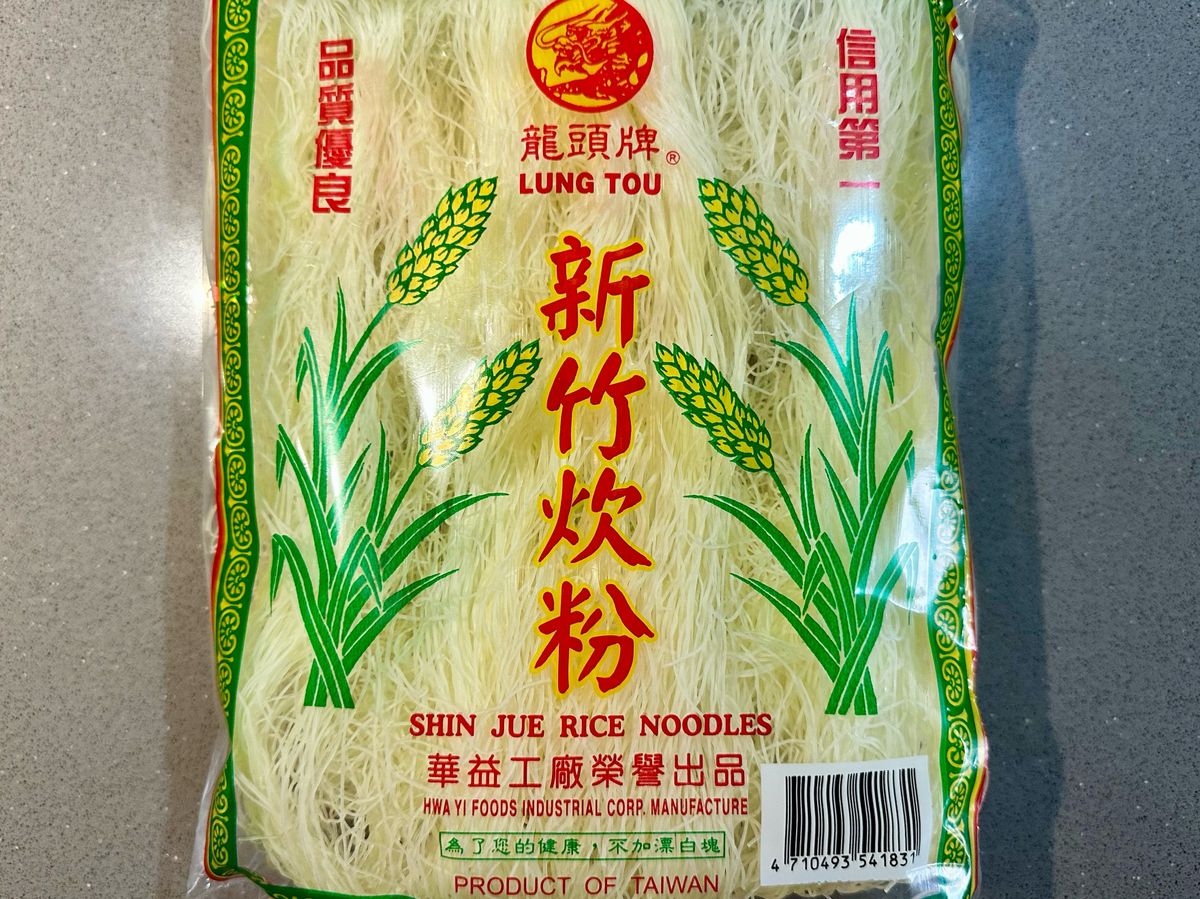 品質優良
信用第一
龍頭牌®
LUNG TOU
新竹炊粉
SHIN JUE RICE NOODLES
華益工廠榮譽出品
HWA YI FOODS INDUSTRIAL CORP. MANUFACTURE
為了您的健康,不加漂白塊
PRODUCT OF TAIWAN
4 710493 541831